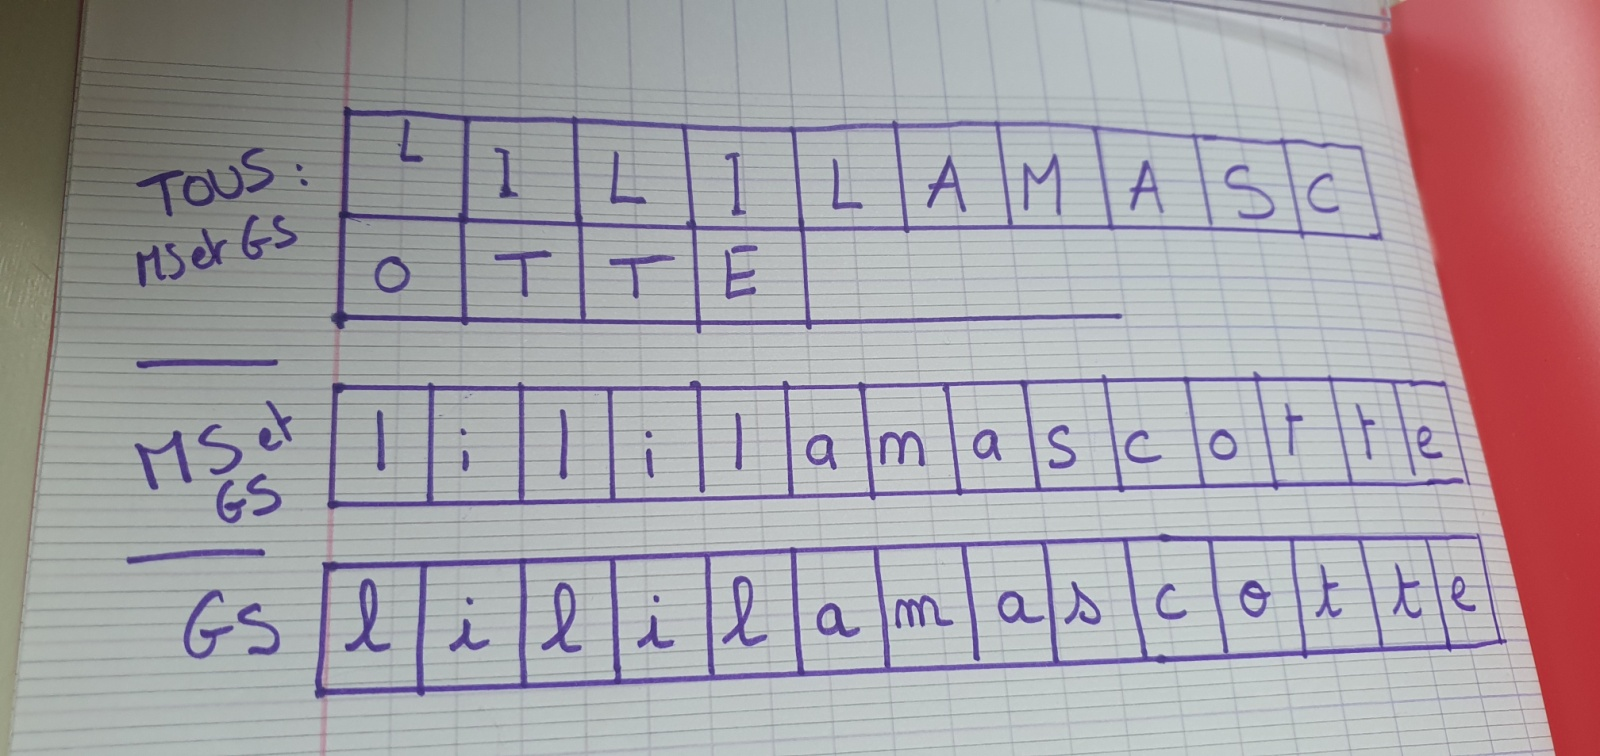 TOUS : L I L I L A M A S C
MS et GS O T T E
MS et l i l i l a m a s c o t t e
GS
GS l i l i l a m a s c o t t e